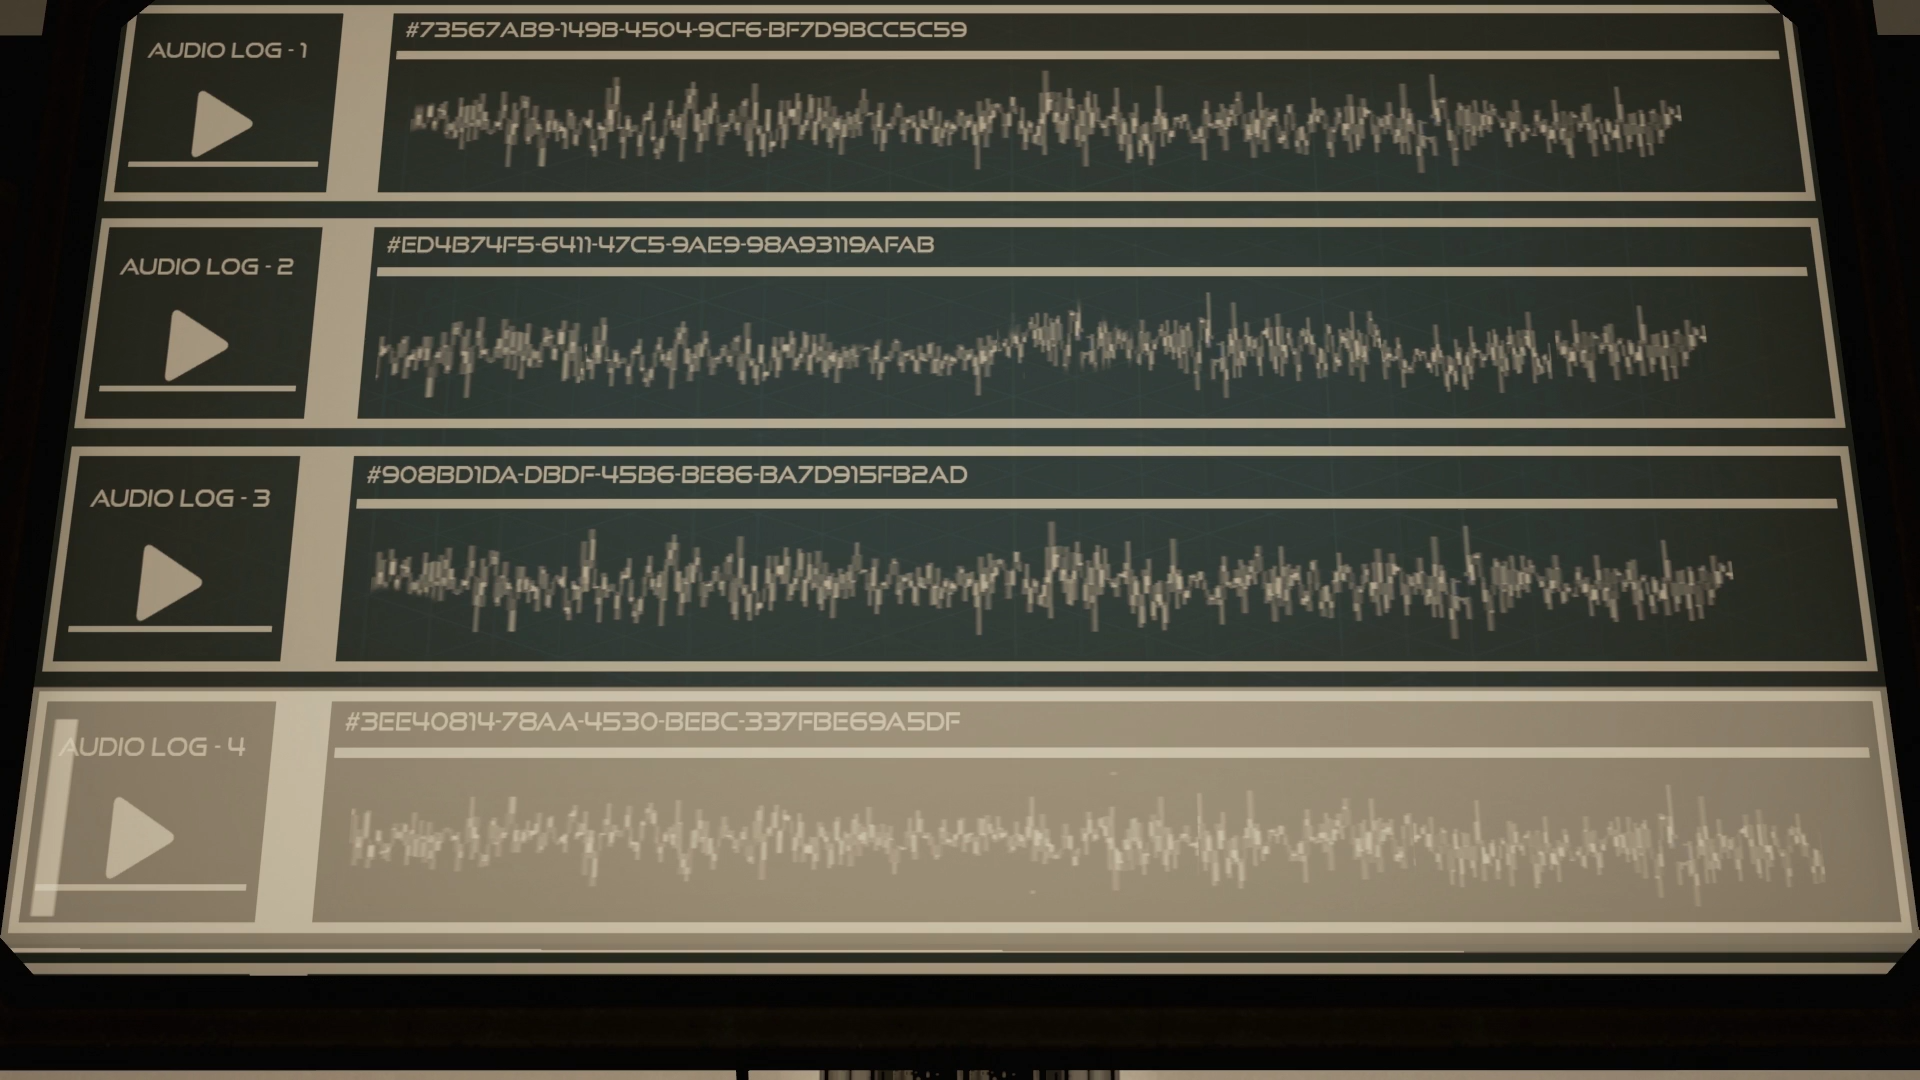 AUDIO LOG - 1
#73567AB9-149B-4504-9CF6-BF7D9BCC5C59
AUDIO LOG - 2
#ED4B74F5-6411-47C5-9AE9-98A93119AFAB
AUDIO LOG - 3
#908BD1DA-DBDF-45B6-BE86-BA7D915FB2AD
AUDIO LOG - 4
#3EE40814-78AA-4530-BEBC-337FBE69A5DF